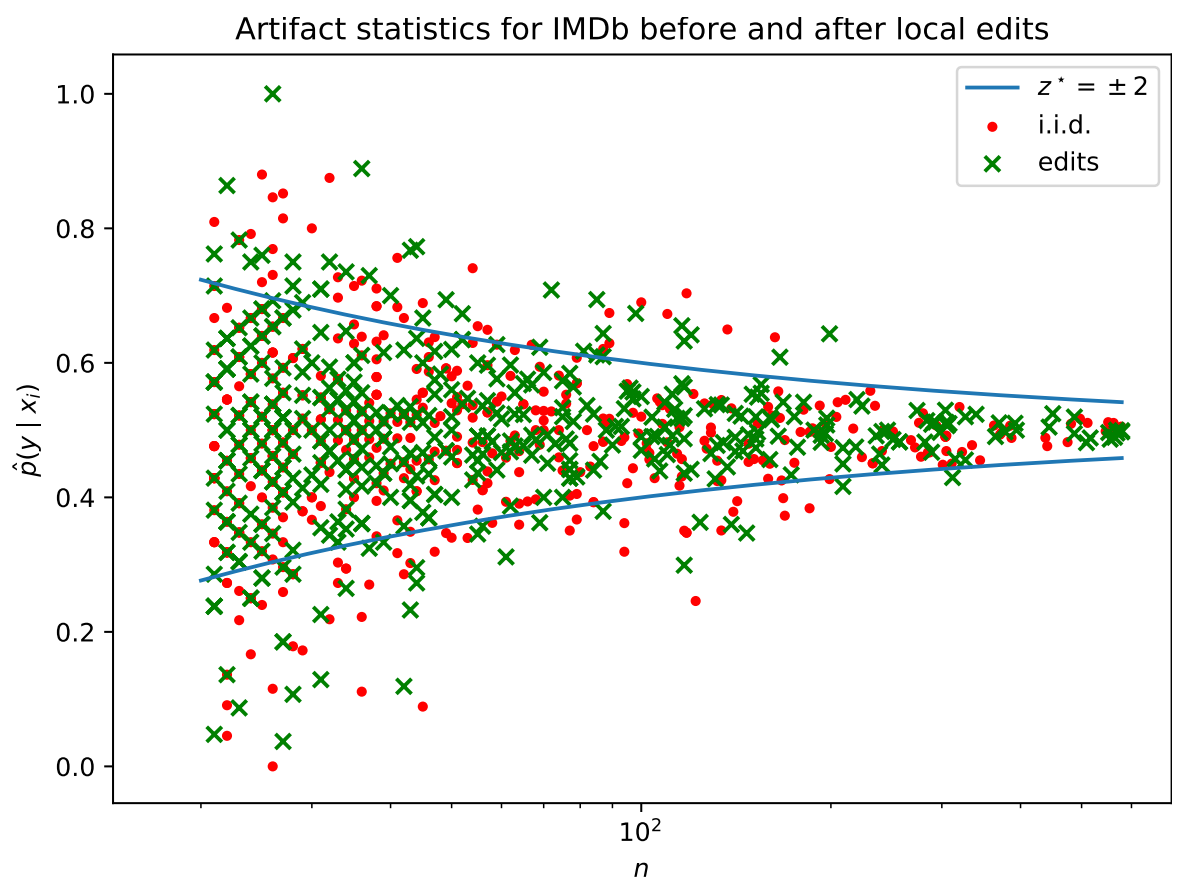 Artifact statistics for IMDb before and after local edits
z⋆ = ±2
i.i.d.
edits
1.0
0.8
0.6
0.4
0.2
0.0
p̂(y | xᵢ)
10²
n